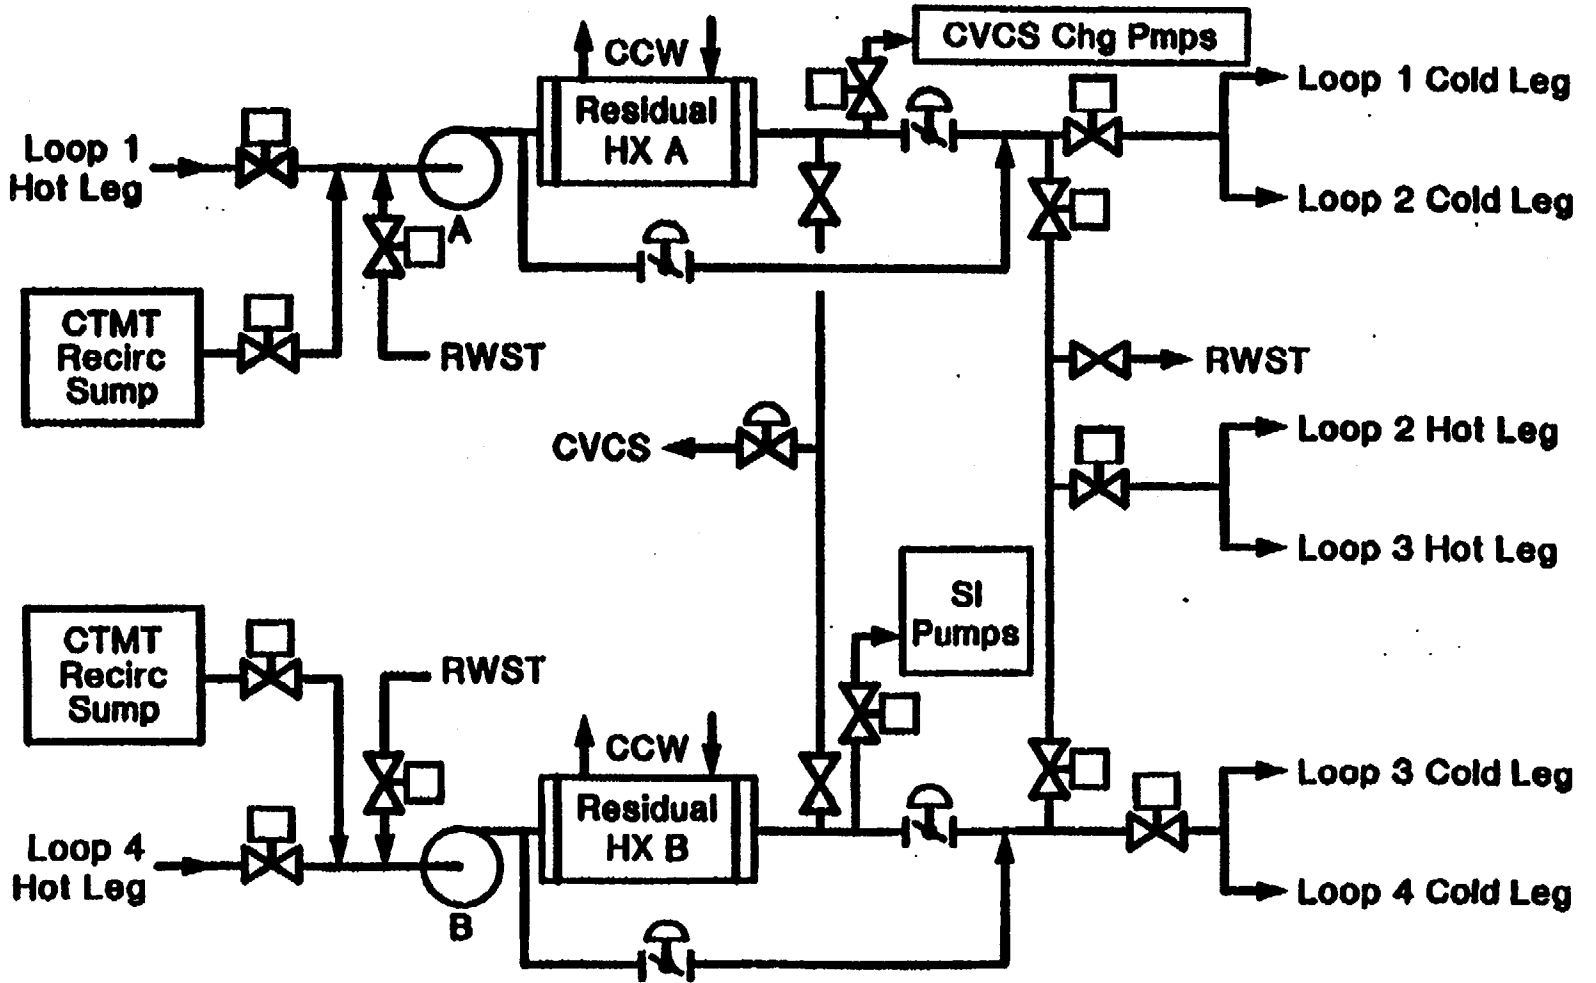 CVCS Chg Pmps
CCW
Loop 1 Cold Leg
Residual
HX A
Loop 1
Hot Leg
Loop 2 Cold Leg
A
CTMT
Recirc
Sump
RWST
RWST
Loop 2 Hot Leg
CVCS
Loop 3 Hot Leg
SI
Pumps
CTMT
Recirc
Sump
RWST
CCW
Loop 3 Cold Leg
Residual
HX B
Loop 4
Hot Leg
Loop 4 Cold Leg
B